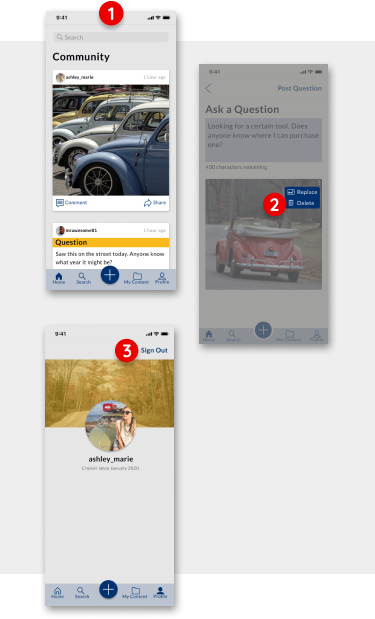 1
9:41
Search
Community
ashley_marie
1 hour ago
Comment
Share
mrawesome81
1 hour ago
Question
Saw this on the street today. Anyone know
what year It might be?
Home
Search
My Content
Profile
9:41
Post Question
Ask a Question
Looking for a certain tool. Does
anyone know where I can purchase
one?
430 characters remaining
2
Replace
Delete
Home
Search
My Content
Profile
9:41
3
Sign Out
ashley_marie
Cruisin' since January 2020
Home
Search
My Content
Profile